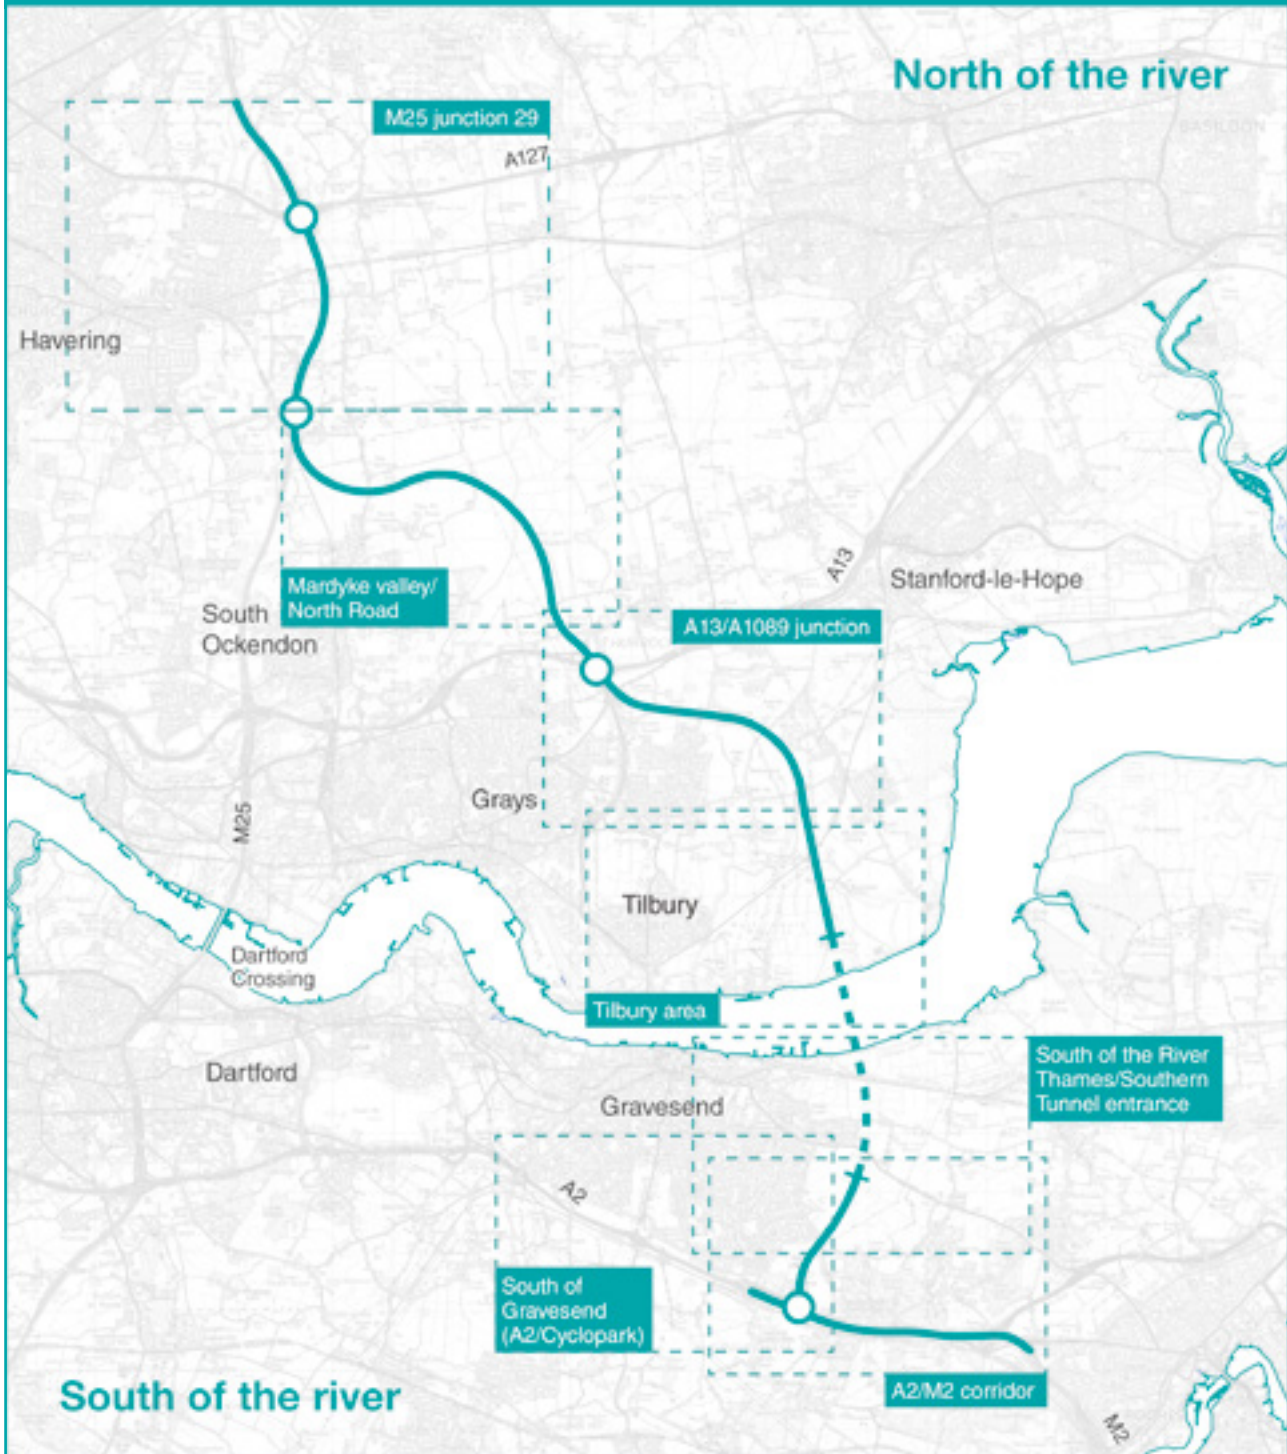 North of the river
M25 junction 29
BASILDON
A127
Havering
A13
Stanford-le-Hope
Mardyke valley/
North Road
South
Ockendon
A13/A1089 junction
M25
Grays
Tilbury
Dartford
Crossing
Tilbury area
South of the River
Thames/Southern
Tunnel entrance
Dartford
Gravesend
A2
South of
Gravesend
(A2/Cyclopark)
South of the river
A2/M2 corridor
M2